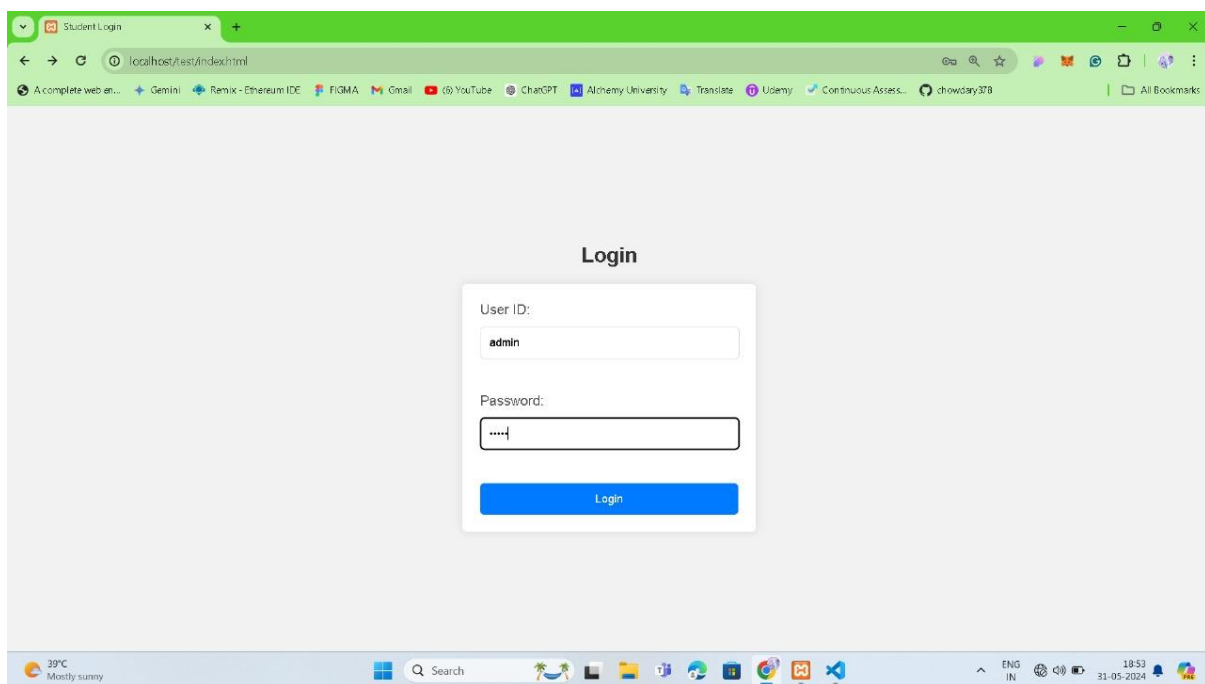 Student Login
localhost/test/index.html
A complete web en... Gemini Remix - Ethereum IDE FIGMA Gmail (6) YouTube ChatGPT Alchemy University Translate Udemy Continuous Assess... chowdary378 All Bookmarks
Login
User ID:
admin
Password:
•••••
Login
39°C
Mostly sunny
Search
ENG
IN
18:53
31-05-2024